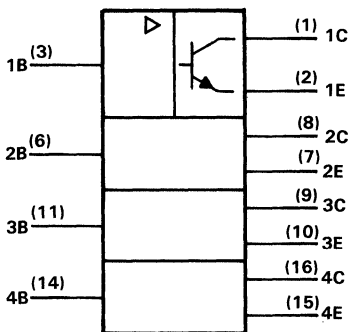 (1) 1C
1B (3)
(2) 1E
(8) 2C
2B (6)
(7) 2E
(9) 3C
3B (11)
(10) 3E
(16) 4C
4B (14)
(15) 4E